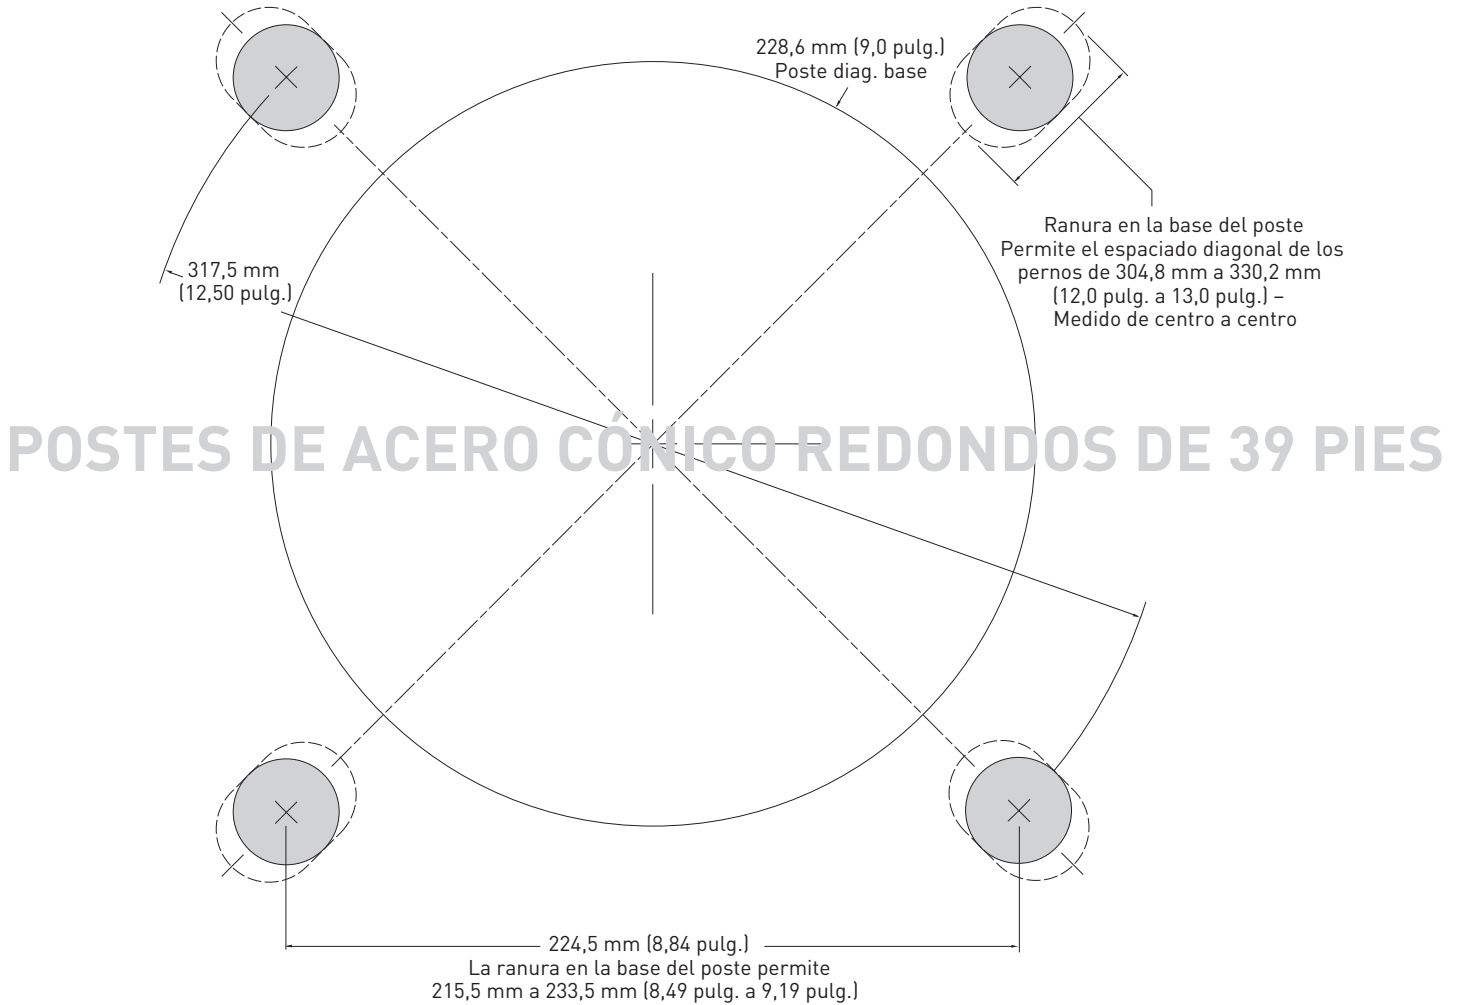 228,6 mm (9,0 pulg.)
Poste diag. base
Ranura en la base del poste
Permite el espaciado diagonal de los
pernos de 304,8 mm a 330,2 mm
(12,0 pulg. a 13,0 pulg.) –
Medido de centro a centro
317,5 mm
(12,50 pulg.)
POSTES DE ACERO CÓNICO REDONDOS DE 39 PIES
224,5 mm (8,84 pulg.)
La ranura en la base del poste permite
215,5 mm a 233,5 mm (8,49 pulg. a 9,19 pulg.)